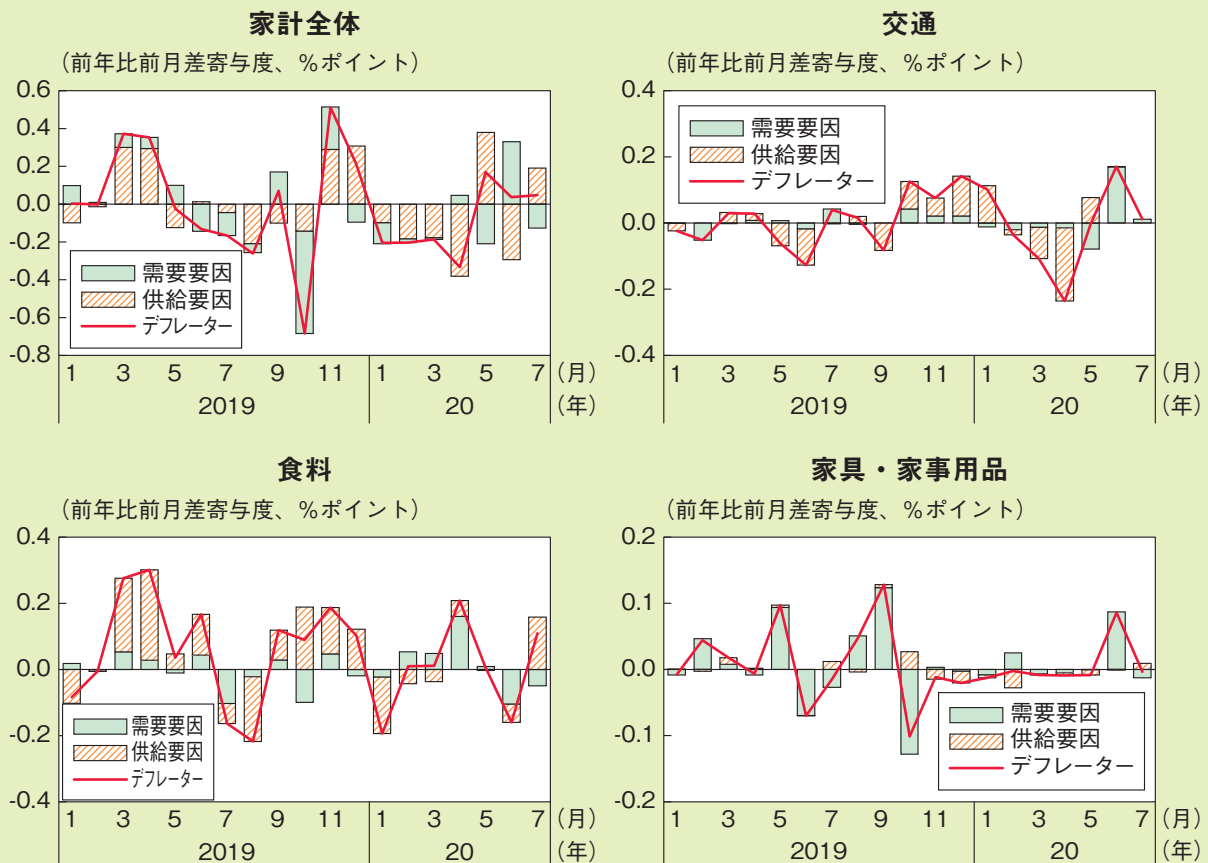 家計全体
(前年比前月差寄与度、%ポイント)
0.6
0.4
0.2
0.0
-0.2
-0.4
-0.6
-0.8
需要要因
供給要因
デフレーター
1 3 5 7 9 11 1 3 5 7 (月)
2019 20 (年)
交通
(前年比前月差寄与度、%ポイント)
0.4
0.2
0.0
-0.2
-0.4
需要要因
供給要因
デフレーター
1 3 5 7 9 11 1 3 5 7 (月)
2019 20 (年)
食料
(前年比前月差寄与度、%ポイント)
0.4
0.2
0.0
-0.2
-0.4
需要要因
供給要因
デフレーター
1 3 5 7 9 11 1 3 5 7 (月)
2019 20 (年)
家具・家事用品
(前年比前月差寄与度、%ポイント)
0.2
0.1
0.0
-0.1
-0.2
需要要因
供給要因
デフレーター
1 3 5 7 9 11 1 3 5 7 (月)
2019 20 (年)